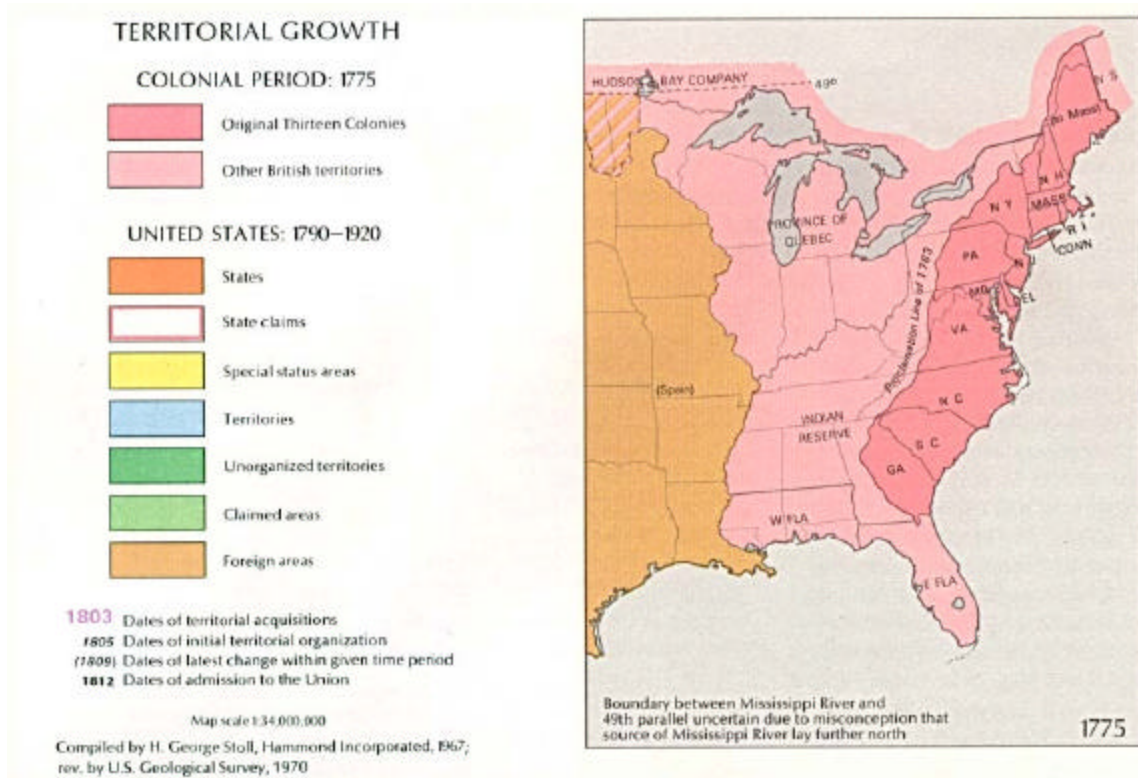 TERRITORIAL GROWTH
COLONIAL PERIOD: 1775
Original Thirteen Colonies
Other British territories
UNITED STATES: 1790–1920
States
State claims
Special status areas
Territories
Unorganized territories
Claimed areas
Foreign areas
1803 Dates of territorial acquisitions
1805 Dates of initial territorial organization
(1809) Dates of latest change within given time period
1812 Dates of admission to the Union
Map scale 1:34,000,000
Compiled by H. George Stoll, Hammond Incorporated, 1967;
rev. by U.S. Geological Survey, 1970
HUDSON BAY COMPANY
49°
N S
(to Mass)
N H
N Y
MASS
R I
CONN
PROVINCE OF
QUEBEC
PA
N
MD
DEL
VA
Proclamation Line of 1763
(Spain)
N C
INDIAN
RESERVE
S C
GA
W FLA
E FLA
Boundary between Mississippi River and
49th parallel uncertain due to misconception that
source of Mississippi River lay further north
1775